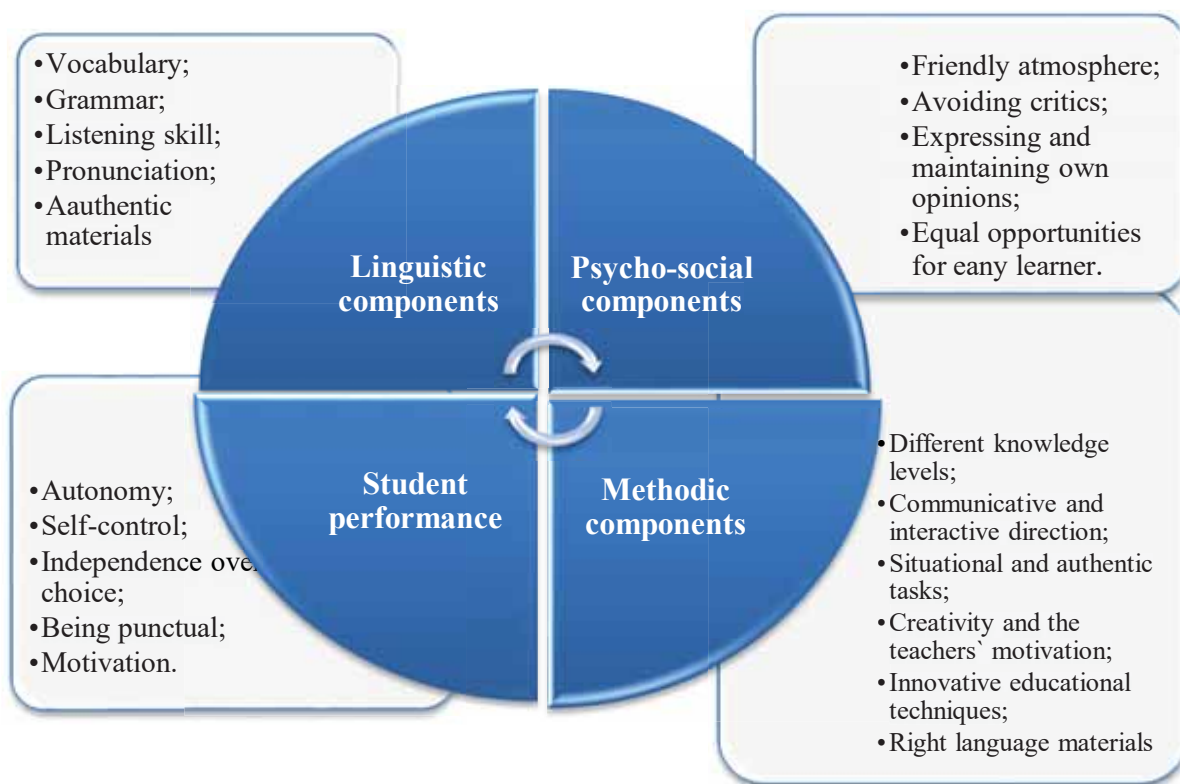 •Vocabulary;
•Grammar;
•Listening skill;
•Pronunciation;
•Aauthentic
materials
•Friendly atmosphere;
•Avoiding critics;
•Expressing and
maintaining own
opinions;
•Equal opportunities
for eany learner.
Linguistic
components
Psycho-social
components
Student
performance
Methodic
components
•Autonomy;
•Self-control;
•Independence ove
choice;
•Being punctual;
•Motivation.
•Different knowledge
levels;
•Communicative and
interactive direction;
•Situational and authentic
tasks;
•Creativity and the
teachers` motivation;
•Innovative educational
techniques;
•Right language materials